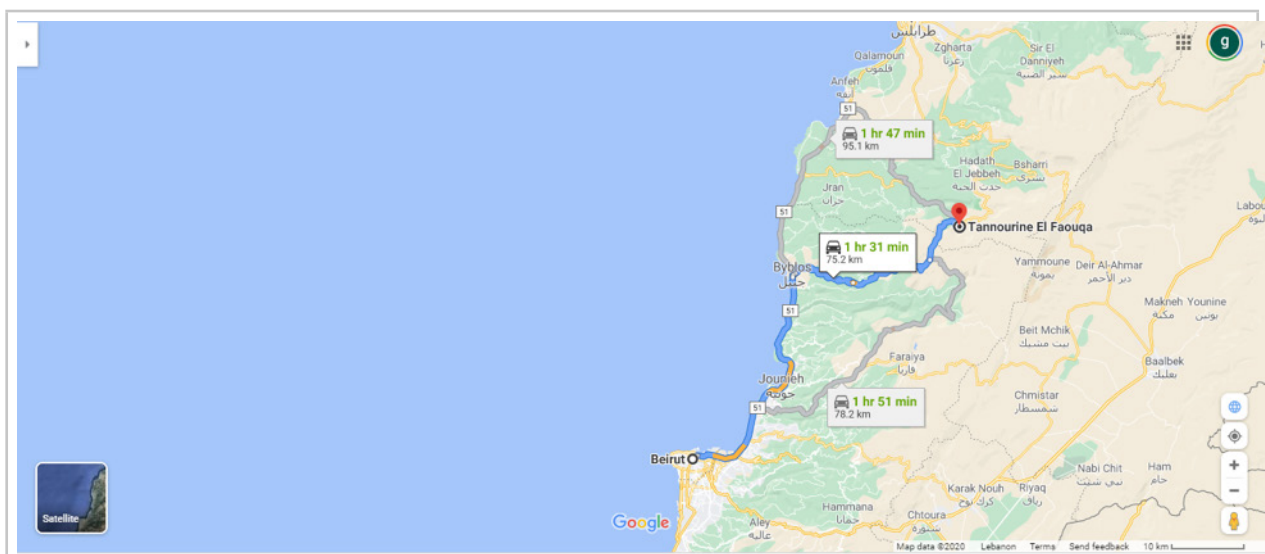 طرابلس
Zgharta
زغرتا
Sir El
Danniyeh
سير الضنية
Qalamoun
قلمون
Anfeh
أنفه
g
51
1 hr 47 min
95.1 km
Hadath
El Jebbeh
حدث الجبة
Bsharri
بشري
Jran
جران
51
Tannourine El Faouqa
1 hr 31 min
75.2 km
Byblos
جبيل
Yammoune
يمونة
Deir Al-Ahmar
دير الأحمر
51
Makneh
مكنة
Younine
يونين
Beit Mchik
بيت مشيك
Faraiya
فاريا
Baalbek
بعلبك
Jounieh
جونيه
51
1 hr 51 min
78.2 km
Chmistar
شمسطار
Beirut
Nabi Chit
نبي شيت
Ham
حام
Karak Nouh
كرك نوح
Riyaq
رياق
Hammana
حمانا
Chtoura
شتورة
Aley
عاليه
Satellite
Google
Map data ©2020
Lebanon
Terms
Send feedback
10 km